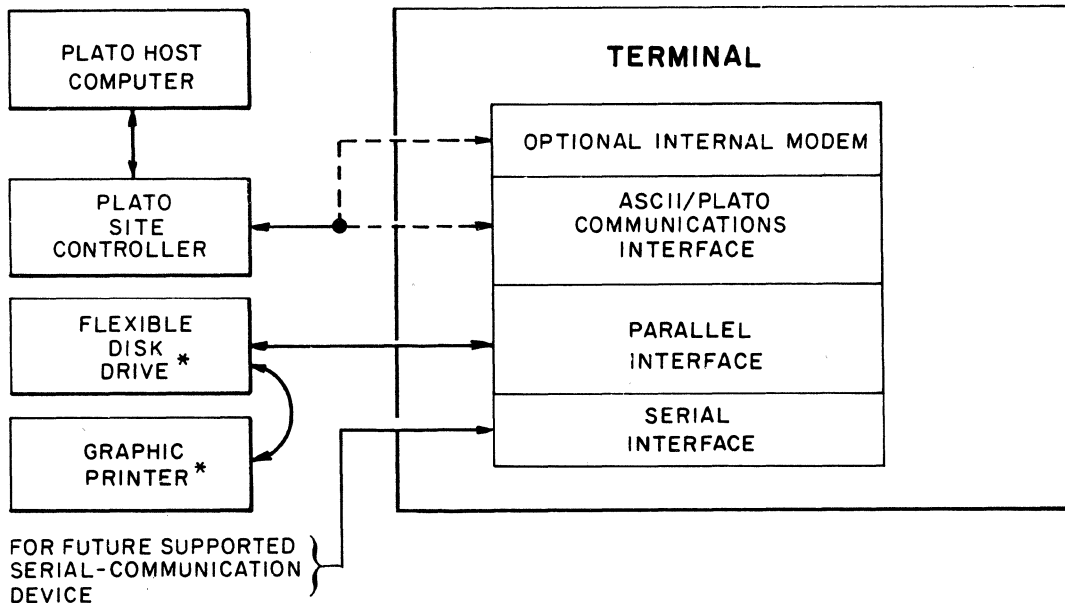 PLATO HOST
COMPUTER
PLATO
SITE
CONTROLLER
FLEXIBLE
DISK
DRIVE *
GRAPHIC
PRINTER *
FOR FUTURE SUPPORTED
SERIAL-COMMUNICATION
DEVICE
TERMINAL
OPTIONAL INTERNAL MODEM
ASCII/PLATO
COMMUNICATIONS
INTERFACE
PARALLEL
INTERFACE
SERIAL
INTERFACE